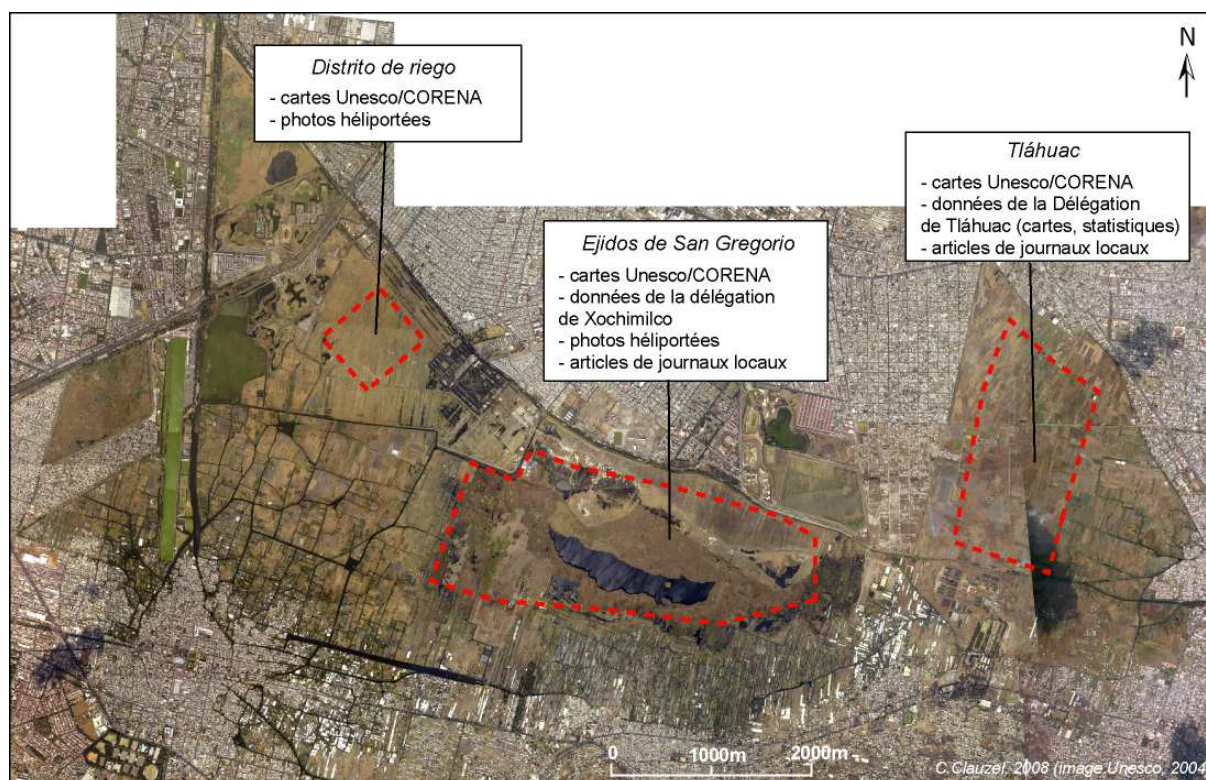 N
Distrito de riego
- cartes Unesco/CORENA
- photos héliportées
Tláhuac
- cartes Unesco/CORENA
- données de la Délégation
de Tláhuac (cartes, statistiques)
- articles de journaux locaux
Ejidos de San Gregorio
- cartes Unesco/CORENA
- données de la délégation
de Xochimilco
- photos héliportées
- articles de journaux locaux
0 1000m 2000m
C.Clauzel, 2008 (image Unesco, 2004)